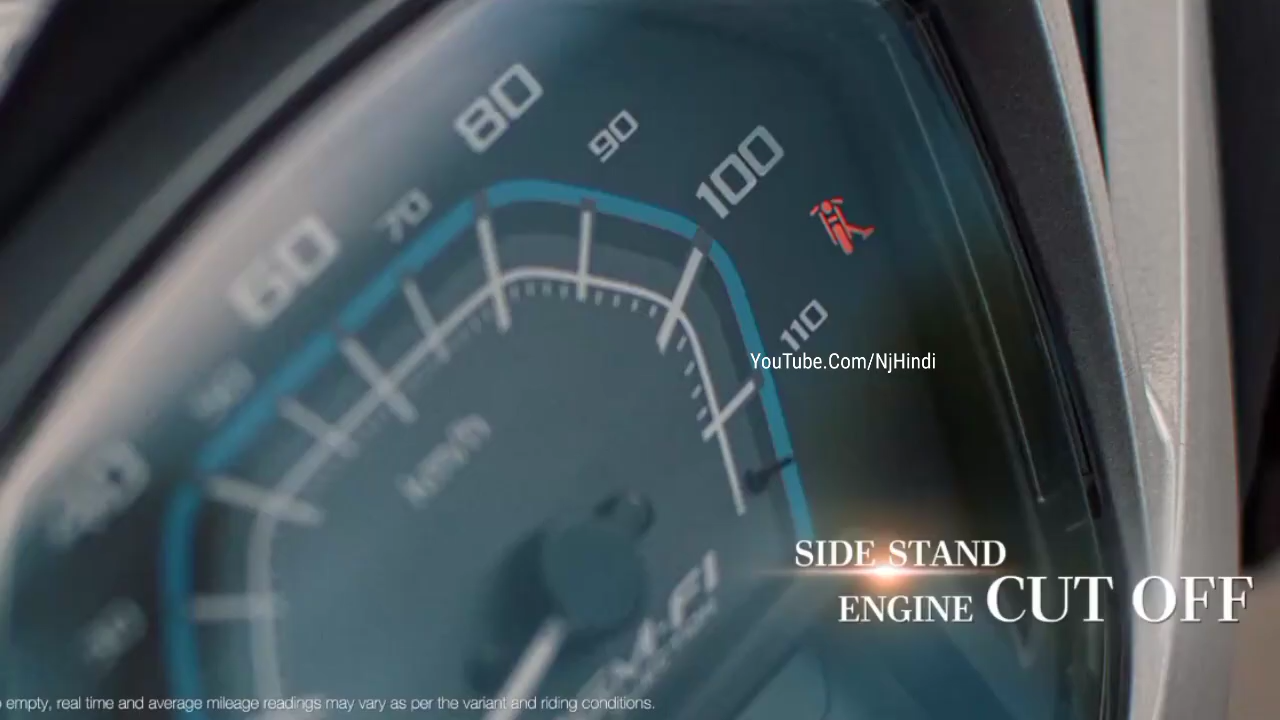 80
90
100
70
60
110
YouTube.Com/NjHindi
km/h
SIDE STAND
ENGINE CUT OFF
empty, real time and average mileage readings may vary as per the variant and riding conditions.